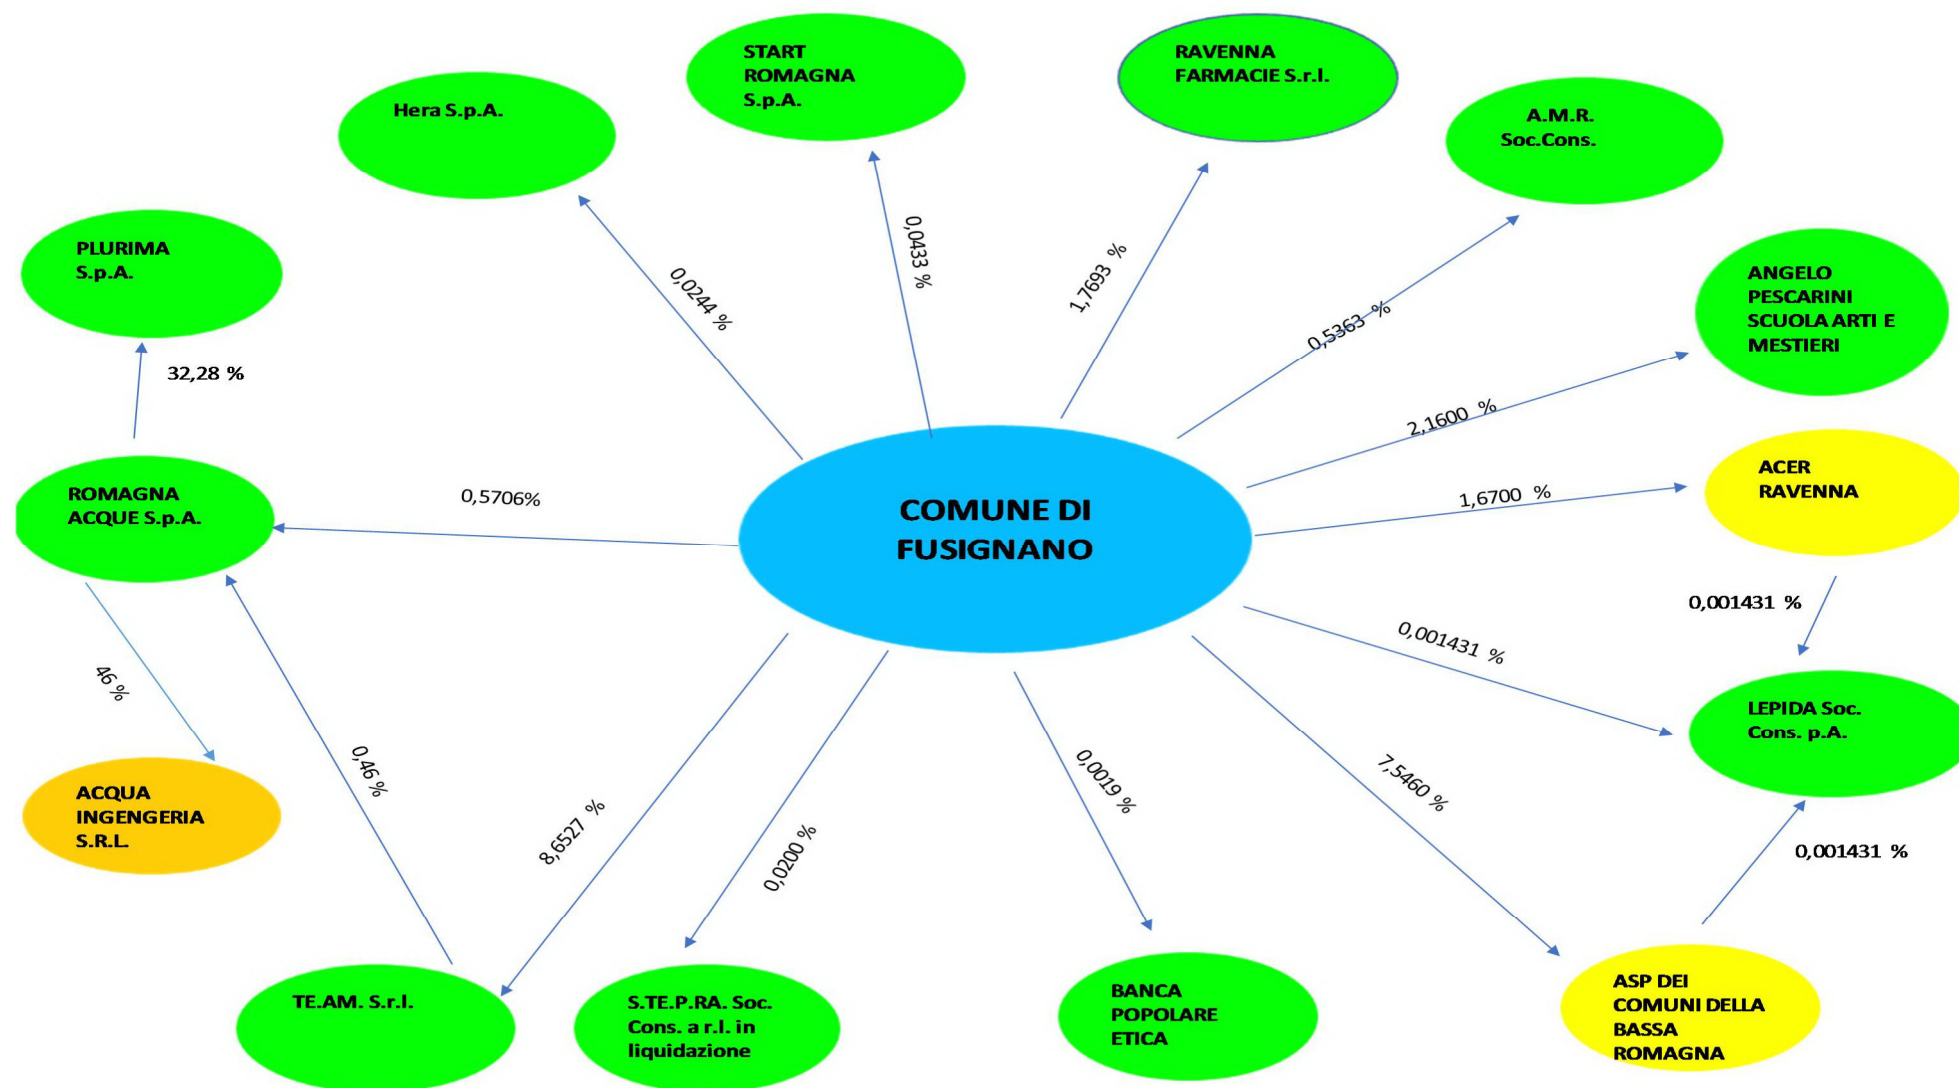 START
ROMAGNA
S.p.A.
RAVENNA
FARMACIE S.r.l.
Hera S.p.A.
A.M.R.
Soc.Cons.
PLURIMA
S.p.A.
0,0433 %
1,7693 %
0,0244 %
0,5363 %
ANGELO
PESCARINI
SCUOLA ARTI E
MESTIERI
32,28 %
2,1600 %
ROMAGNA
ACQUE S.p.A.
0,5706%
COMUNE DI
FUSIGNANO
1,6700 %
ACER
RAVENNA
0,001431 %
0,001431 %
46 %
0,46 %
8,6527 %
0,0200 %
0,0019 %
7,5460 %
LEPIDA Soc.
Cons. p.A.
ACQUA
INGENGERIA
S.R.L.
0,001431 %
TE.AM. S.r.l.
S.TE.P.RA. Soc.
Cons. a r.l. in
liquidazione
BANCA
POPOLARE
ETICA
ASP DEI
COMUNI DELLA
BASSA
ROMAGNA